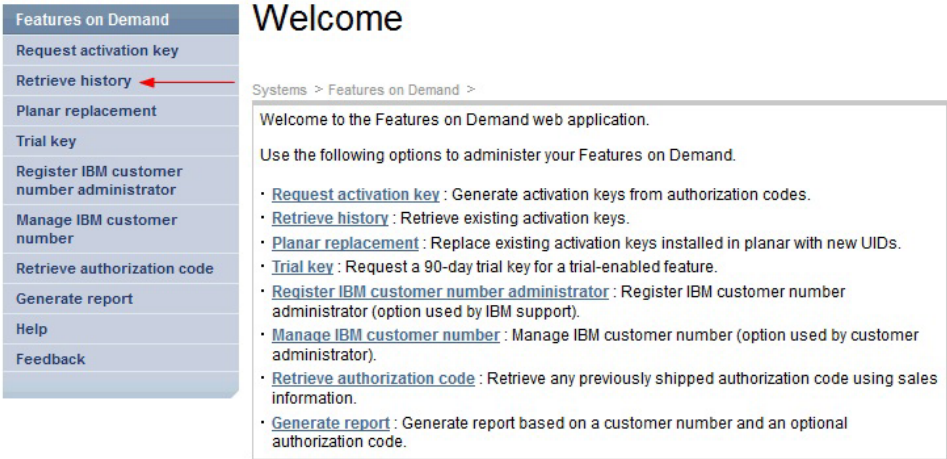 Features on Demand
Request activation key
Retrieve history
Planar replacement
Trial key
Register IBM customer
number administrator
Manage IBM customer
number
Retrieve authorization code
Generate report
Help
Feedback
Welcome
Systems > Features on Demand >
Welcome to the Features on Demand web application.
Use the following options to administer your Features on Demand.
· Request activation key : Generate activation keys from authorization codes.
· Retrieve history : Retrieve existing activation keys.
· Planar replacement : Replace existing activation keys installed in planar with new UIDs.
· Trial key : Request a 90-day trial key for a trial-enabled feature.
· Register IBM customer number administrator : Register IBM customer number
administrator (option used by IBM support).
· Manage IBM customer number : Manage IBM customer number (option used by customer
administrator).
· Retrieve authorization code : Retrieve any previously shipped authorization code using sales
information.
· Generate report : Generate report based on a customer number and an optional
authorization code.